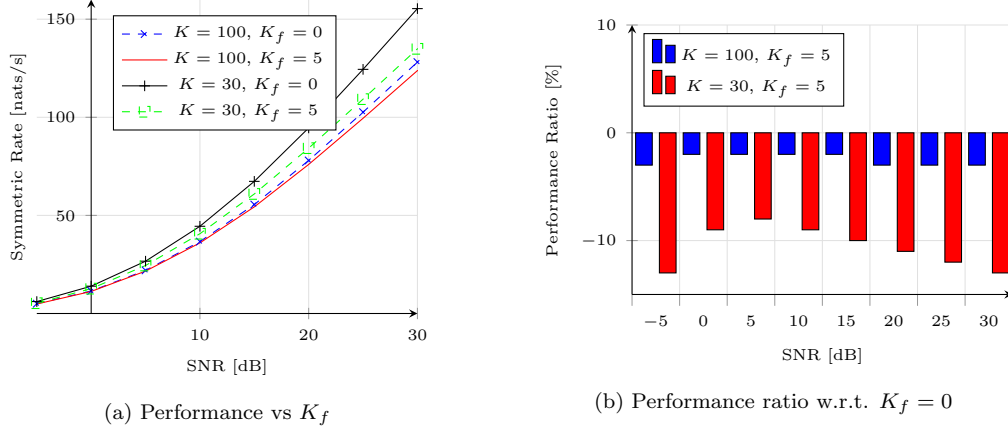 150
100
50
Symmetric Rate [nats/s]
K = 100, K_f = 0
K = 100, K_f = 5
K = 30, K_f = 0
K = 30, K_f = 5
10 20 30
SNR [dB]
(a) Performance vs K_f
10
0
−10
Performance Ratio [%]
K = 100, K_f = 5
K = 30, K_f = 5
−5 0 5 10 15 20 25 30
SNR [dB]
(b) Performance ratio w.r.t. K_f = 0